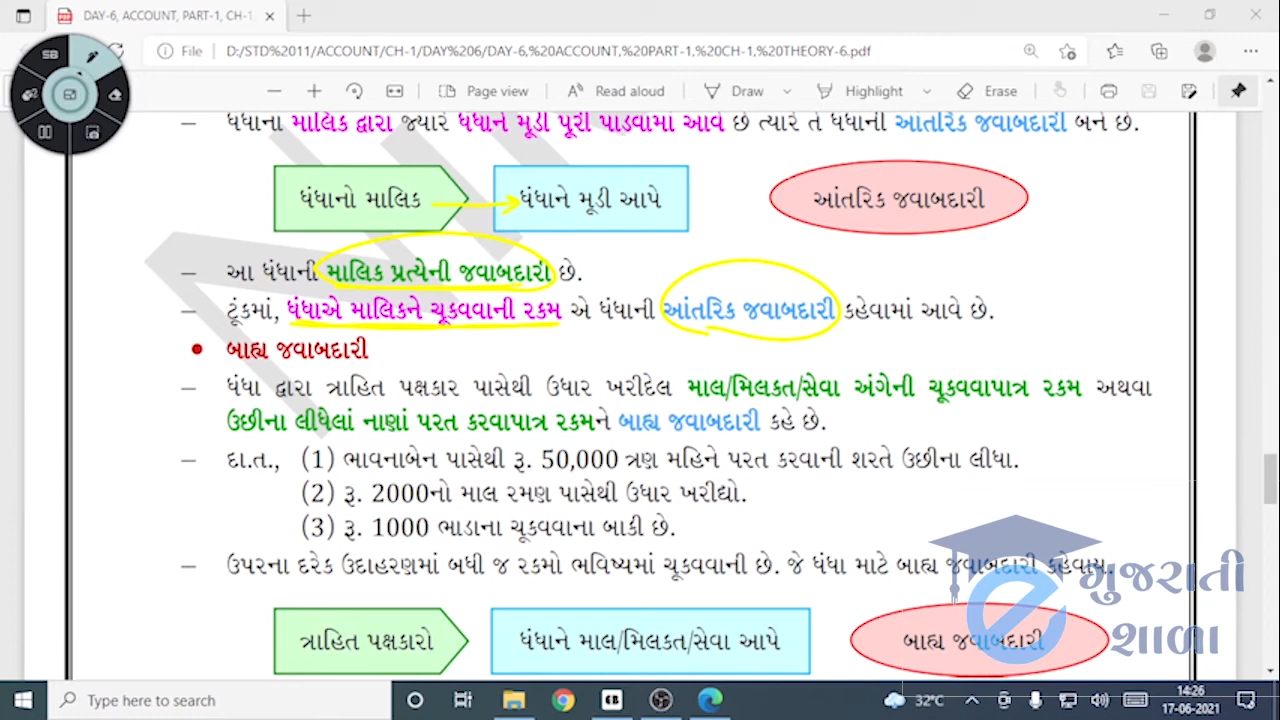 DAY-6, ACCOUNT, PART-1, CH-1
File D:/STD%2011/ACCOUNT/CH-1/DAY%206/DAY-6,%20ACCOUNT,%20PART-1,%20CH-1,%20THEORY-6.pdf
SB
Page view Read aloud Draw Highlight Erase
– ધંધાના માલિક દ્વારા જ્યારે ધંધાને મૂડી પૂરી પાડવામાં આવે છે ત્યારે તે ધંધાની આંતરિક જવાબદારી બને છે.
ધંધાનો માલિક ધંધાને મૂડી આપે આંતરિક જવાબદારી
– આ ધંધાની માલિક પ્રત્યેની જવાબદારી છે.
– ટૂંકમાં, ધંધાએ માલિકને ચૂકવવાની રકમ એ ધંધાની આંતરિક જવાબદારી કહેવામાં આવે છે.
• બાહ્ય જવાબદારી
– ધંધા દ્વારા ત્રાહિત પક્ષકાર પાસેથી ઉધાર ખરીદેલ માલ/મિલકત/સેવા અંગેની ચૂકવવાપાત્ર રકમ અથવા
ઉછીના લીધેલાં નાણાં પરત કરવાપાત્ર રકમને બાહ્ય જવાબદારી કહે છે.
– દા.ત., (1) ભાવનાબેન પાસેથી રૂ. 50,000 ત્રણ મહિને પરત કરવાની શરતે ઉછીના લીધા.
(2) રૂ. 2000નો માલ રમણ પાસેથી ઉધાર ખરીદ્યો.
(3) રૂ. 1000 ભાડાના ચૂકવવાના બાકી છે.
– ઉપરના દરેક ઉદાહરણમાં બધી જ રકમો ભવિષ્યમાં ચૂકવવાની છે. જે ધંધા માટે બાહ્ય જવાબદારી કહેવાય.
e ગુજરાતી
શાળા
ત્રાહિત પક્ષકારો ધંધાને માલ/મિલકત/સેવા આપે બાહ્ય જવાબદારી
Type here to search 32°C 14:26
17-06-2021